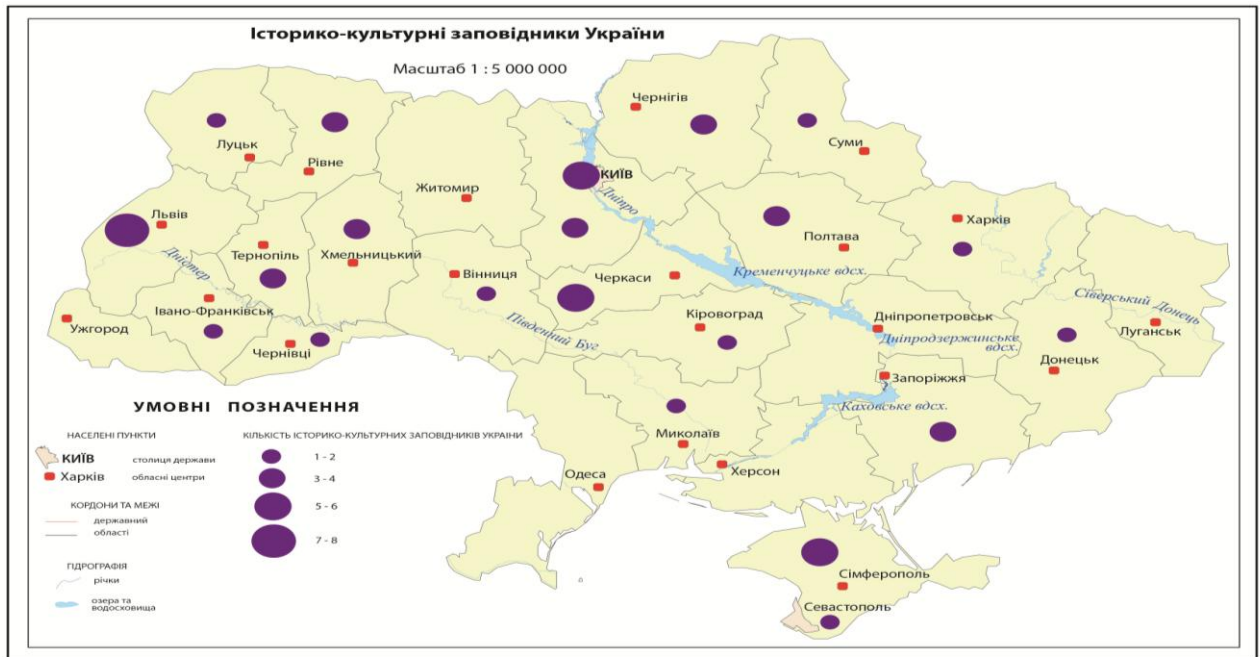 Історико-культурні заповідники України
Масштаб 1 : 5 000 000
Чернігів
Суми
Луцьк
Рівне
КИЇВ
Житомир
Дніпро
Львів
Харків
Полтава
Тернопіль
Хмельницький
Дністер
Вінниця
Черкаси
Кременчуцьке вдсх.
Сіверський Донець
Івано-Франківськ
Ужгород
Південний Буг
Кіровоград
Дніпропетровськ
Луганськ
Чернівці
Дніпродзержинське
вдсх.
Донецьк
Запоріжжя
Каховське вдсх.
Миколаїв
Одеса
Херсон
Сімферополь
Севастополь
УМОВНІ ПОЗНАЧЕННЯ
НАСЕЛЕНІ ПУНКТИ
КИЇВ столиця держави
Харків обласні центри
КОРДОНИ ТА МЕЖІ
державний
області
ГІДРОГРАФІЯ
річки
озера та
водосховища
КІЛЬКІСТЬ ІСТОРИКО-КУЛЬТУРНИХ ЗАПОВІДНИКІВ УКРАЇНИ
1 - 2
3 - 4
5 - 6
7 - 8